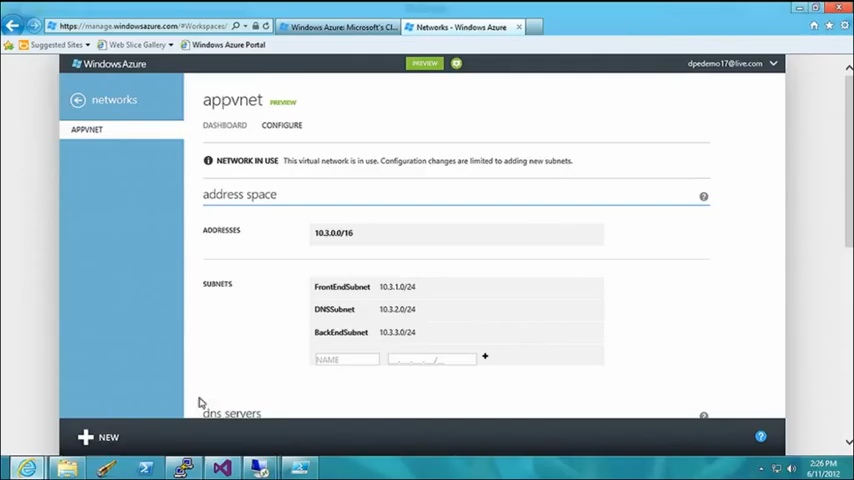 https://manage.windowsazure.com/#Workspaces/
Windows Azure: Microsoft's Cl...
Networks - Windows Azure
Suggested Sites
Web Slice Gallery
Windows Azure Portal
Windows Azure
PREVIEW
dpedemo17@live.com
networks
APPVNET
appvnet PREVIEW
DASHBOARD CONFIGURE
NETWORK IN USE This virtual network is in use. Configuration changes are limited to adding new subnets.
address space
?
ADDRESSES
10.3.0.0/16
SUBNETS
FrontEndSubnet 10.3.1.0/24
DNSSubnet 10.3.2.0/24
BackEndSubnet 10.3.3.0/24
NAME
dns servers
?
NEW
?
2:26 PM
6/11/2012